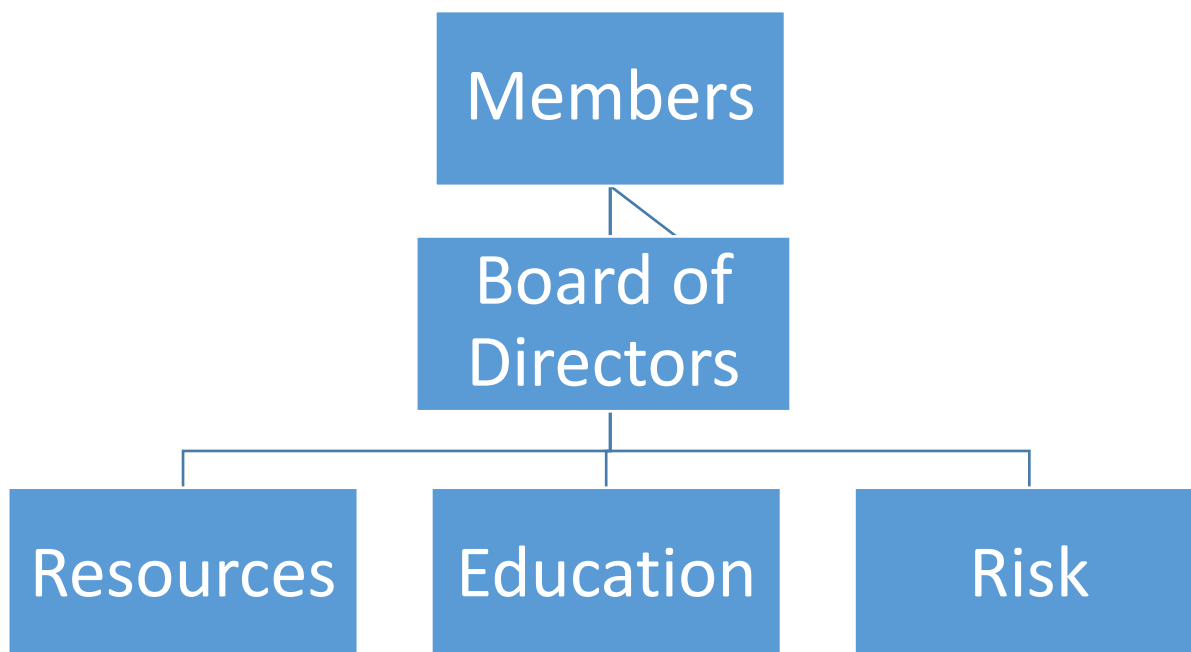 Members
Board of
Directors
Resources
Education
Risk